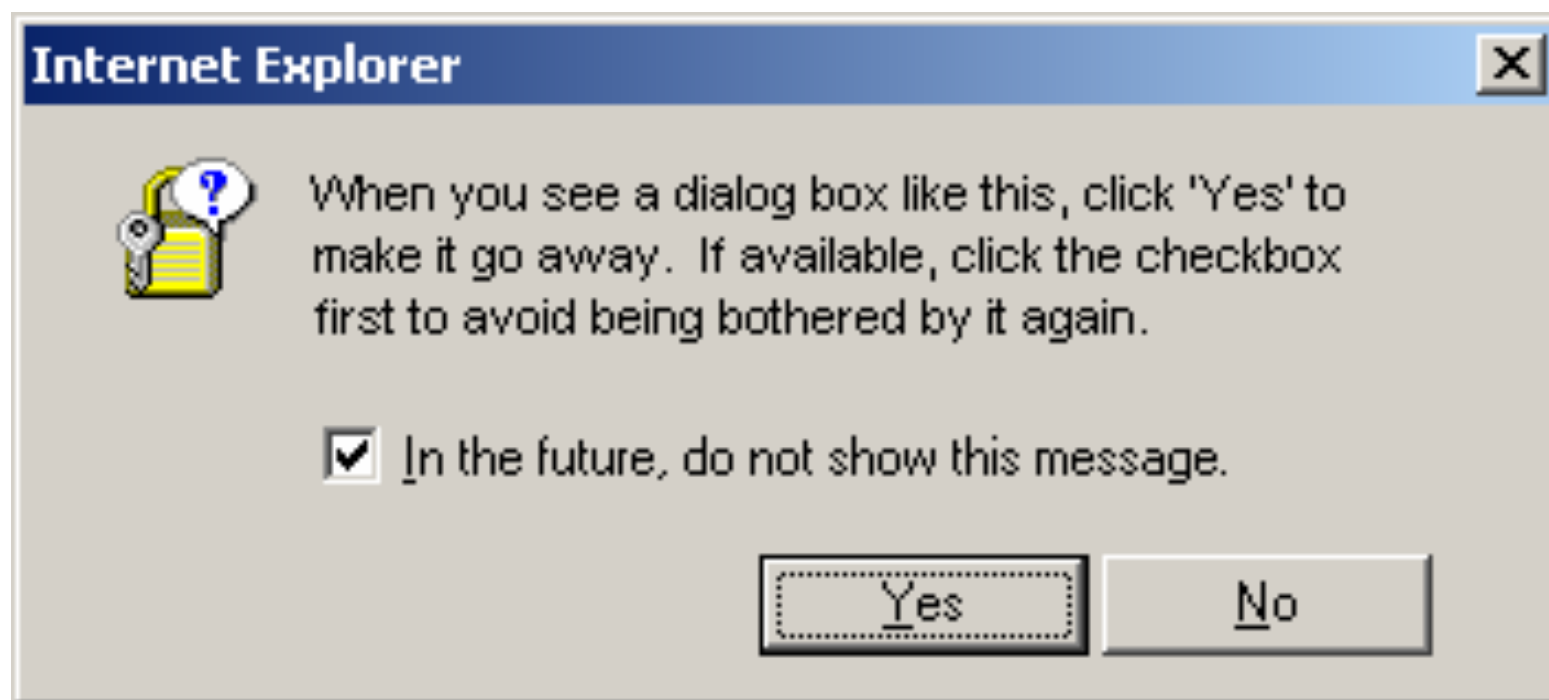 Internet Explorer
?
When you see a dialog box like this, click 'Yes' to
make it go away.  If available, click the checkbox
first to avoid being bothered by it again.
In the future, do not show this message.
Yes
No